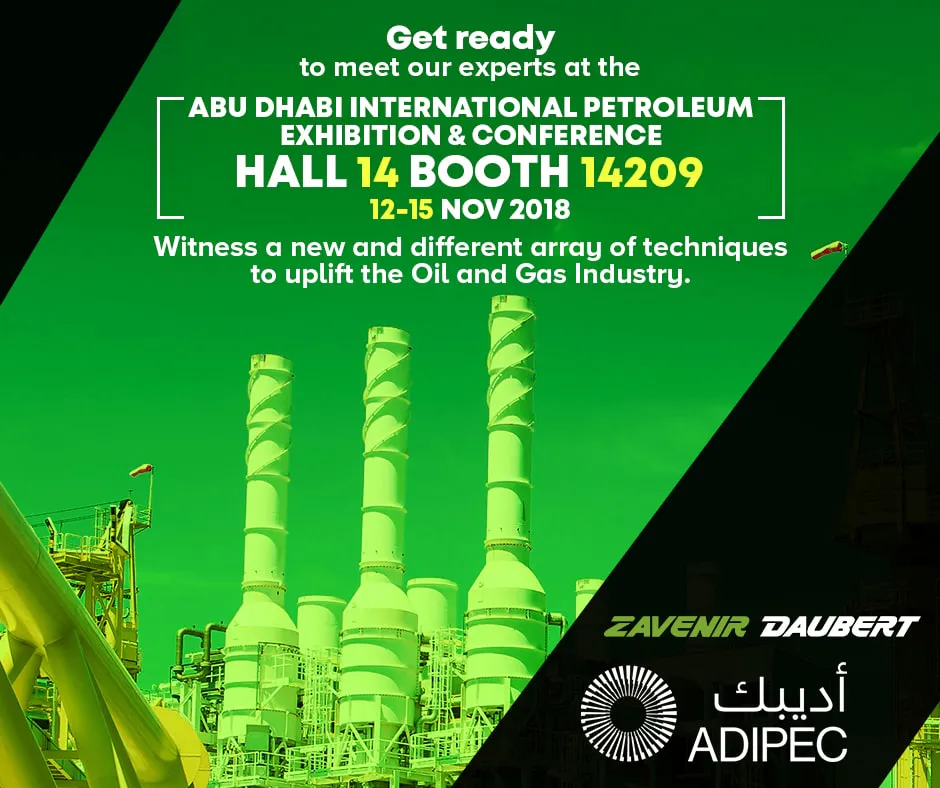 Get ready
to meet our experts at the
ABU DHABI INTERNATIONAL PETROLEUM
EXHIBITION & CONFERENCE
HALL 14 BOOTH 14209
12-15 NOV 2018
Witness a new and different array of techniques
to uplift the Oil and Gas Industry.
ZAVENIR DAUBERT
أديبك
ADIPEC